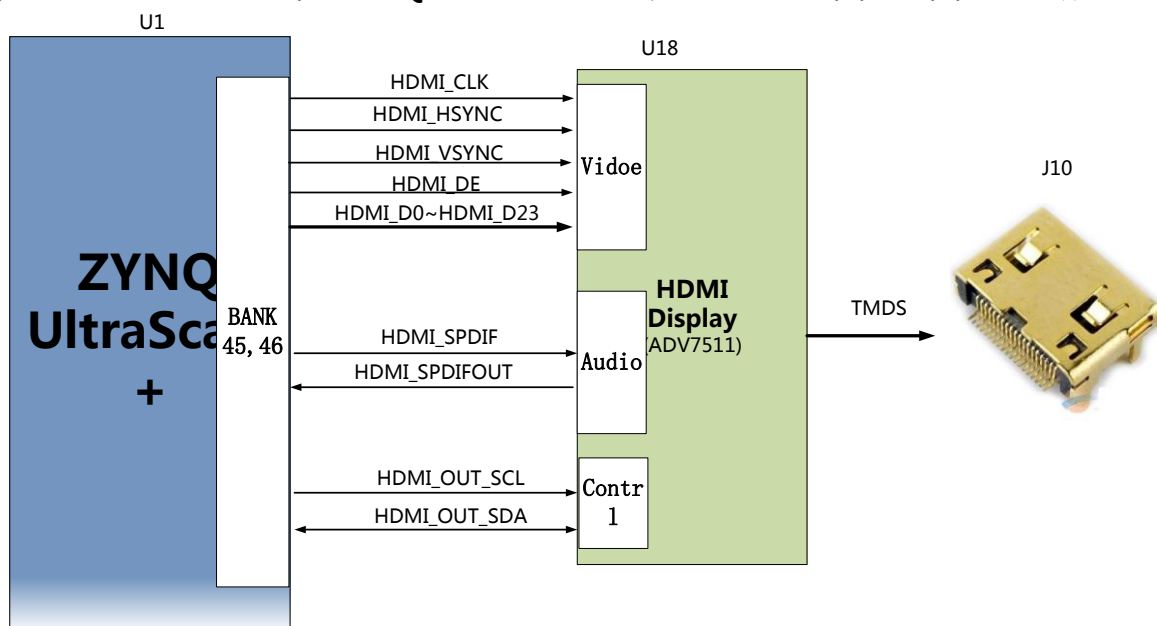 U1
ZYNQ
UltraSca
+
BANK
45,46
HDMI_CLK
HDMI_HSYNC
HDMI_VSYNC
HDMI_DE
HDMI_D0~HDMI_D23
HDMI_SPDIF
HDMI_SPDIFOUT
HDMI_OUT_SCL
HDMI_OUT_SDA
U18
Vidoe
Audio
Contr
l
HDMI
Display
(ADV7511)
TMDS
J10